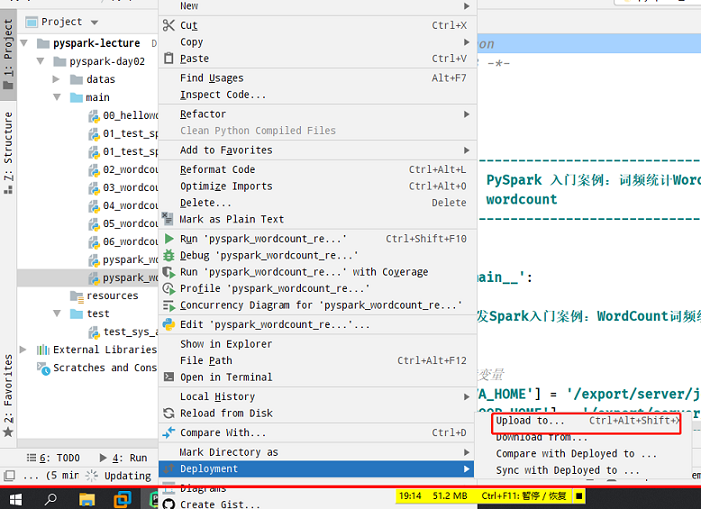 Project
pyspark-lecture
pyspark-day02
datas
main
00_hellow
01_test_sp
01_test_sp
02_wordcou
03_wordcou
04_wordcou
05_wordcou
06_wordcou
pyspark_wo
pyspark_wo
resources
test
test_sys_a
External Libraries
Scratches and Cons
1: Project
Z: Structure
2: Favorites
6: TODO
4: Run
... (5 min
Updating
New
Cut Ctrl+X
Copy
Paste Ctrl+V
Find Usages Alt+F7
Inspect Code...
Refactor
Clean Python Compiled Files
Add to Favorites
Reformat Code Ctrl+Alt+L
Optimize Imports Ctrl+Alt+O
Delete... Delete
Mark as Plain Text
Run 'pyspark_wordcount_re...' Ctrl+Shift+F10
Debug 'pyspark_wordcount_re...'
Run 'pyspark_wordcount_re...' with Coverage
Profile 'pyspark_wordcount_re...'
Concurrency Diagram for 'pyspark_wordcount_re...'
Edit 'pyspark_wordcount_re...'...
Show in Explorer
File Path Ctrl+Alt+F12
Open in Terminal
Local History
Reload from Disk
Compare With... Ctrl+D
Mark Directory as
Deployment
Diagrams
Create Gist...
Upload to... Ctrl+Alt+Shift+X
Download from...
Compare with Deployed to ...
Sync with Deployed to ...
on
-*-
PySpark 入门案例：词频统计Word
wordcount
main__':
发Spark入门案例：WordCount词频统
变量
A_HOME'] = '/export/server/j
19:14 51.2 MB Ctrl+F11: 暂停 / 恢复